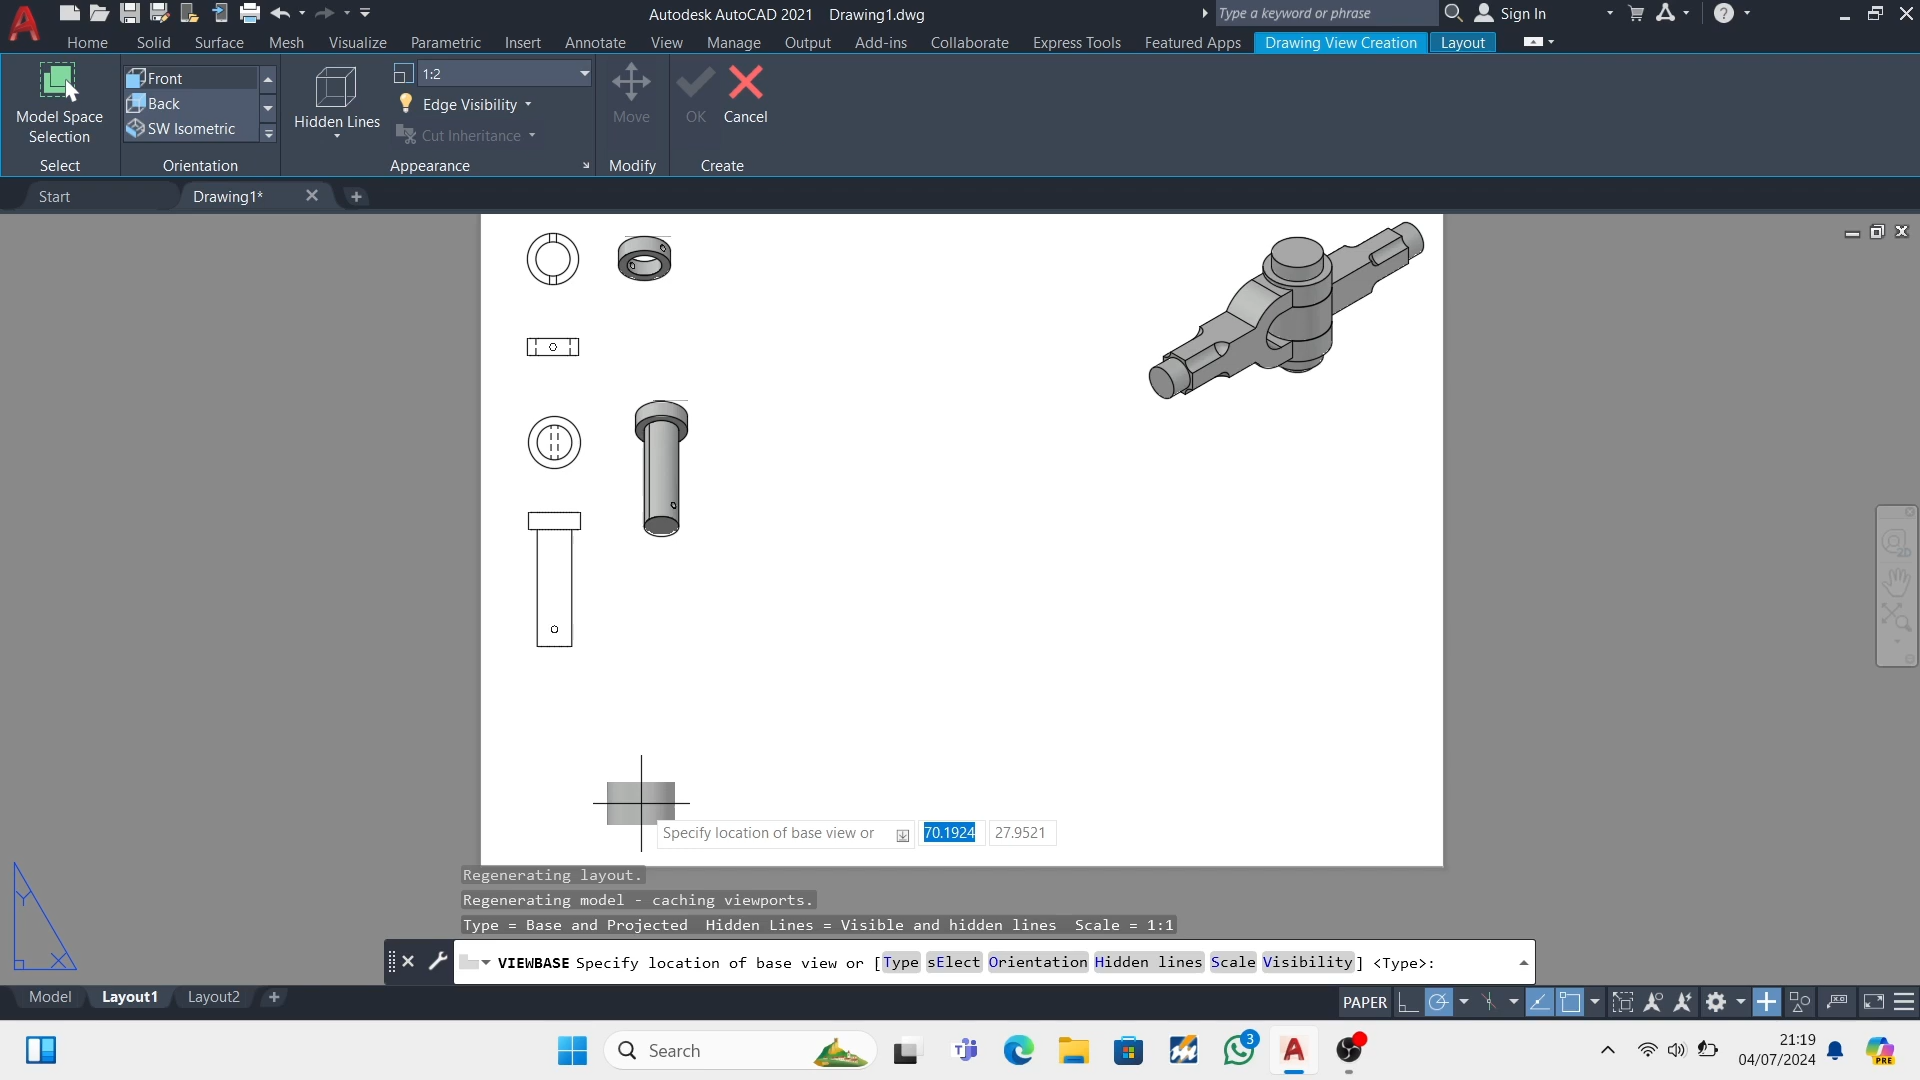 Autodesk AutoCAD 2021 Drawing1.dwg
Type a keyword or phrase
Sign In
Home Solid Surface Mesh Visualize Parametric Insert Annotate View Manage Output Add-ins Collaborate Express Tools Featured Apps Drawing View Creation Layout
Model Space
Selection
Front
Back
SW Isometric
Hidden Lines
1:2
Edge Visibility
Cut Inheritance
Move
OK
Cancel
Select Orientation Appearance Modify Create
Start
Drawing1*
2D
Specify location of base view or 70.1924 27.9521
Regenerating layout.
Regenerating model - caching viewports.
Type = Base and Projected Hidden Lines = Visible and hidden lines Scale = 1:1
VIEWBASE Specify location of base view or [Type sElect Orientation Hidden lines Scale Visibility] <Type>:
Y
X
Model Layout1 Layout2
PAPER
Search
3
21:19
04/07/2024
PRE